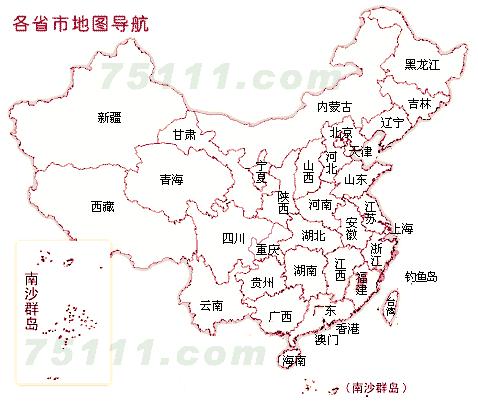 各省市地图导航
75111.com
黑龙江
吉林
辽宁
内蒙古
新疆
甘肃
北京
天津
河北
山西
宁夏
山东
青海
陕西
河南
江苏
安徽
西藏
四川
重庆
湖北
上海
浙江
湖南
江西
福建
钓鱼岛
贵州
云南
广西
广东
台湾
香港
澳门
海南
南沙群岛
75111.com
(南沙群岛)